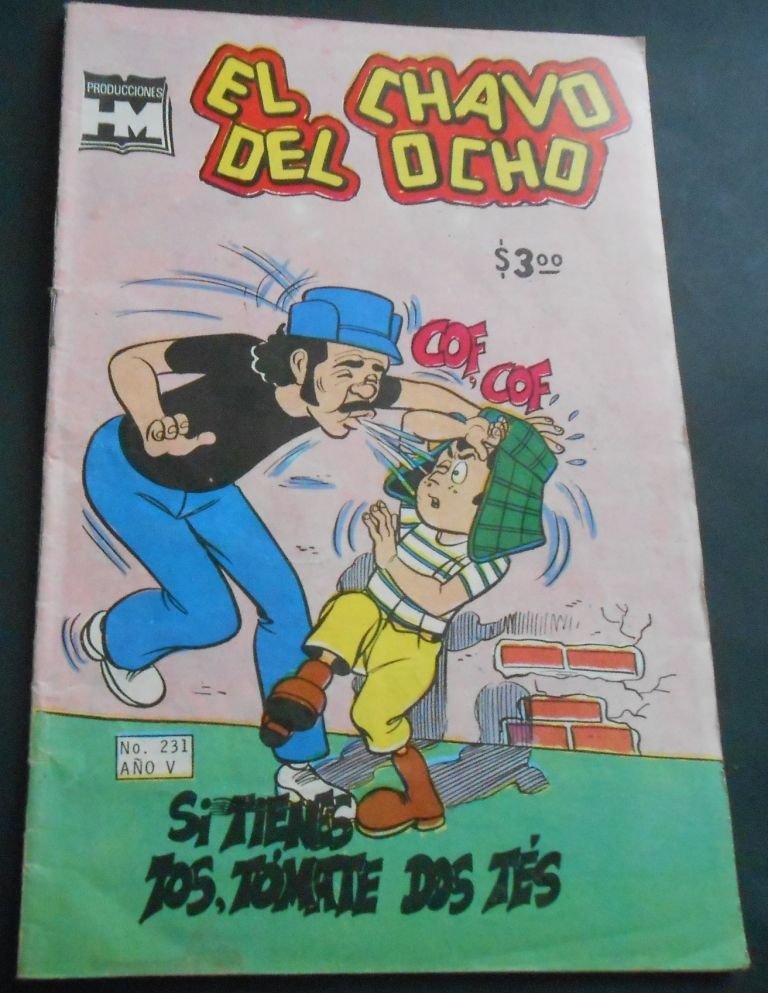 PRODUCCIONES
HM
EL CHAVO
DEL OCHO
$3.00
COF, COF
No. 231
AÑO V
Si TIENES
TOS, TÓMATE DOS TÉS